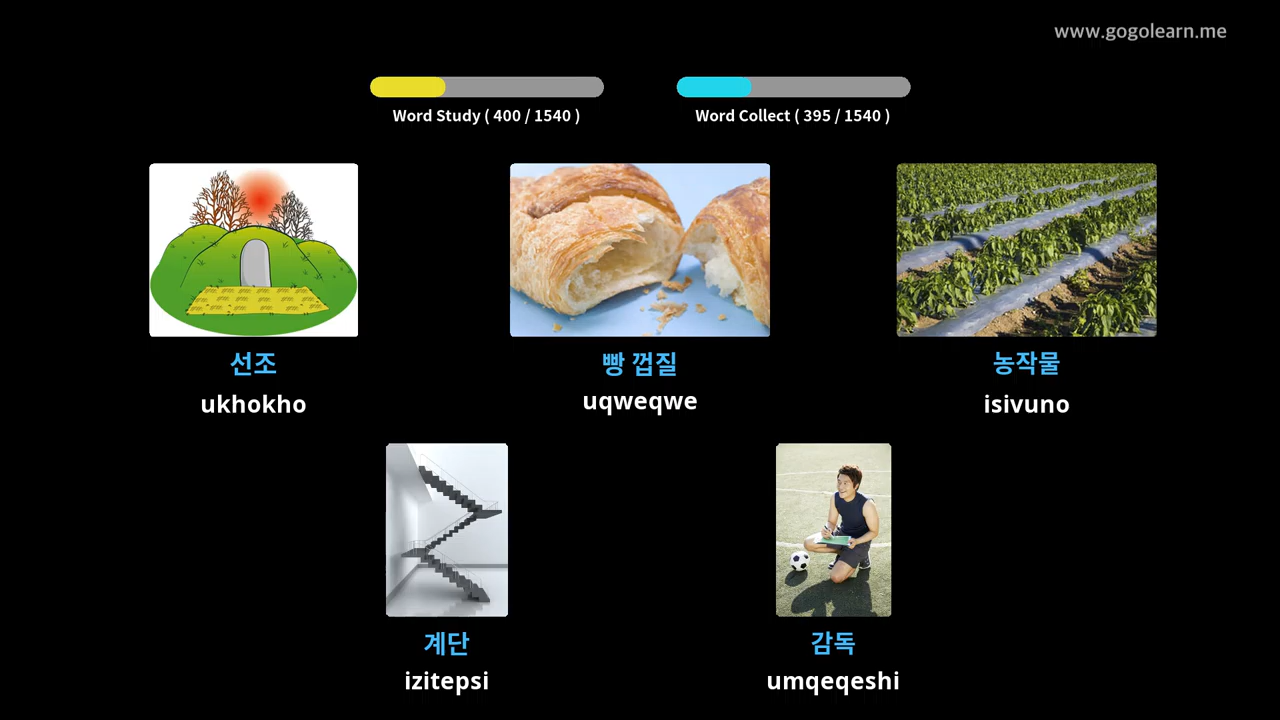 www.gogolearn.me
Word Study ( 400 / 1540 )
Word Collect ( 395 / 1540 )
선조
ukhokho
빵 껍질
uqweqwe
농작물
isivuno
계단
izitepsi
감독
umqeqeshi